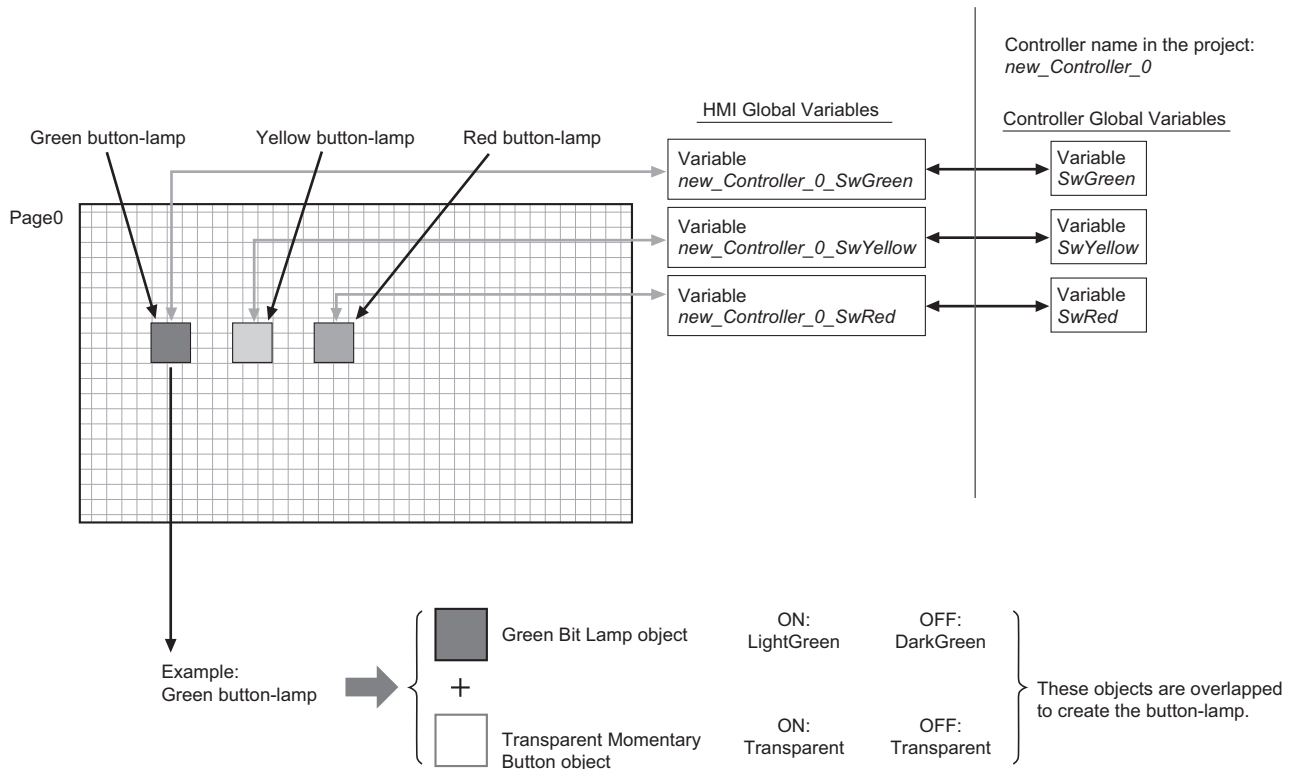 Controller name in the project:
new_Controller_0
HMI Global Variables
Controller Global Variables
Green button-lamp
Yellow button-lamp
Red button-lamp
Variable
new_Controller_0_SwGreen
Variable
SwGreen
Page0
Variable
new_Controller_0_SwYellow
Variable
SwYellow
Variable
new_Controller_0_SwRed
Variable
SwRed
Example:
Green button-lamp
Green Bit Lamp object
ON:
LightGreen
OFF:
DarkGreen
+
Transparent Momentary
Button object
ON:
Transparent
OFF:
Transparent
These objects are overlapped
to create the button-lamp.